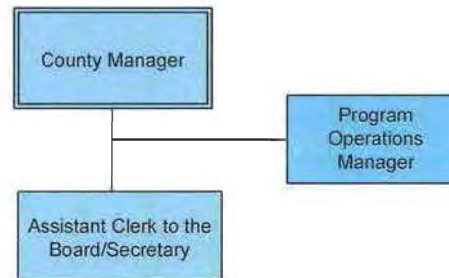 County Manager
Program
Operations
Manager
Assistant Clerk to the
Board/Secretary